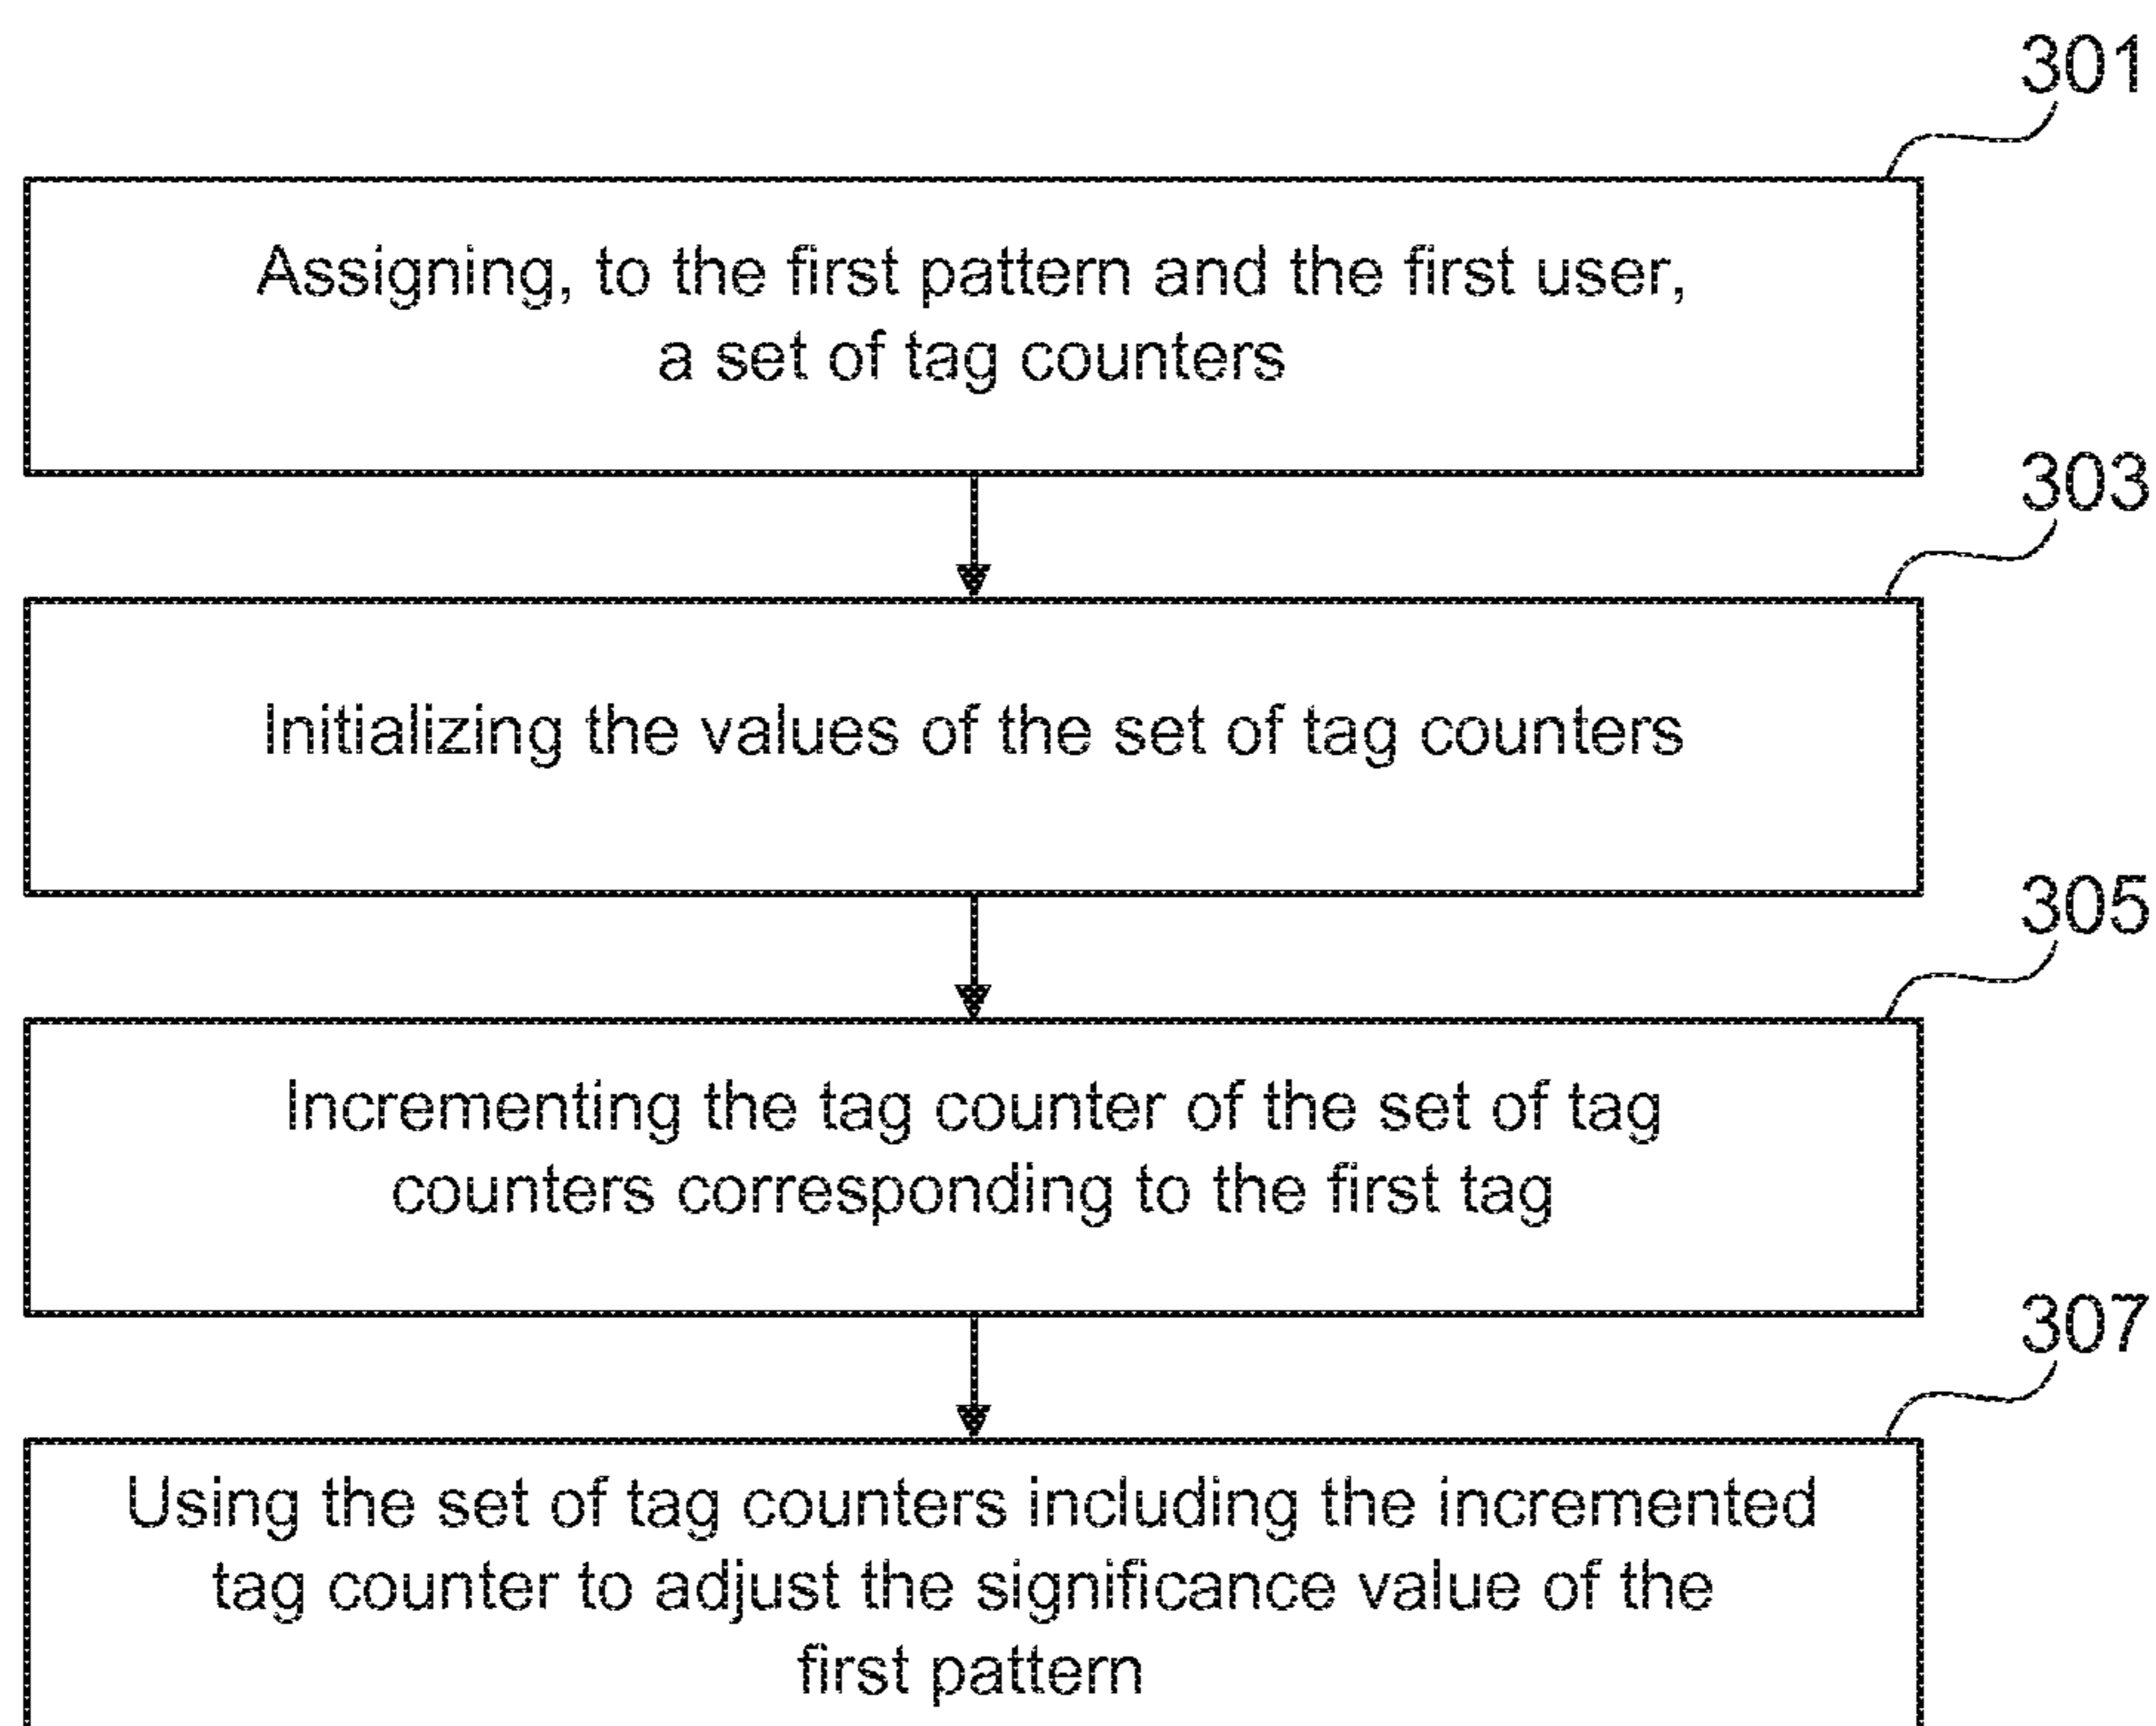 301
Assigning, to the first pattern and the first user,
a set of tag counters
303
Initializing the values of the set of tag counters
305
Incrementing the tag counter of the set of tag
counters corresponding to the first tag
307
Using the set of tag counters including the incremented
tag counter to adjust the significance value of the
first pattern